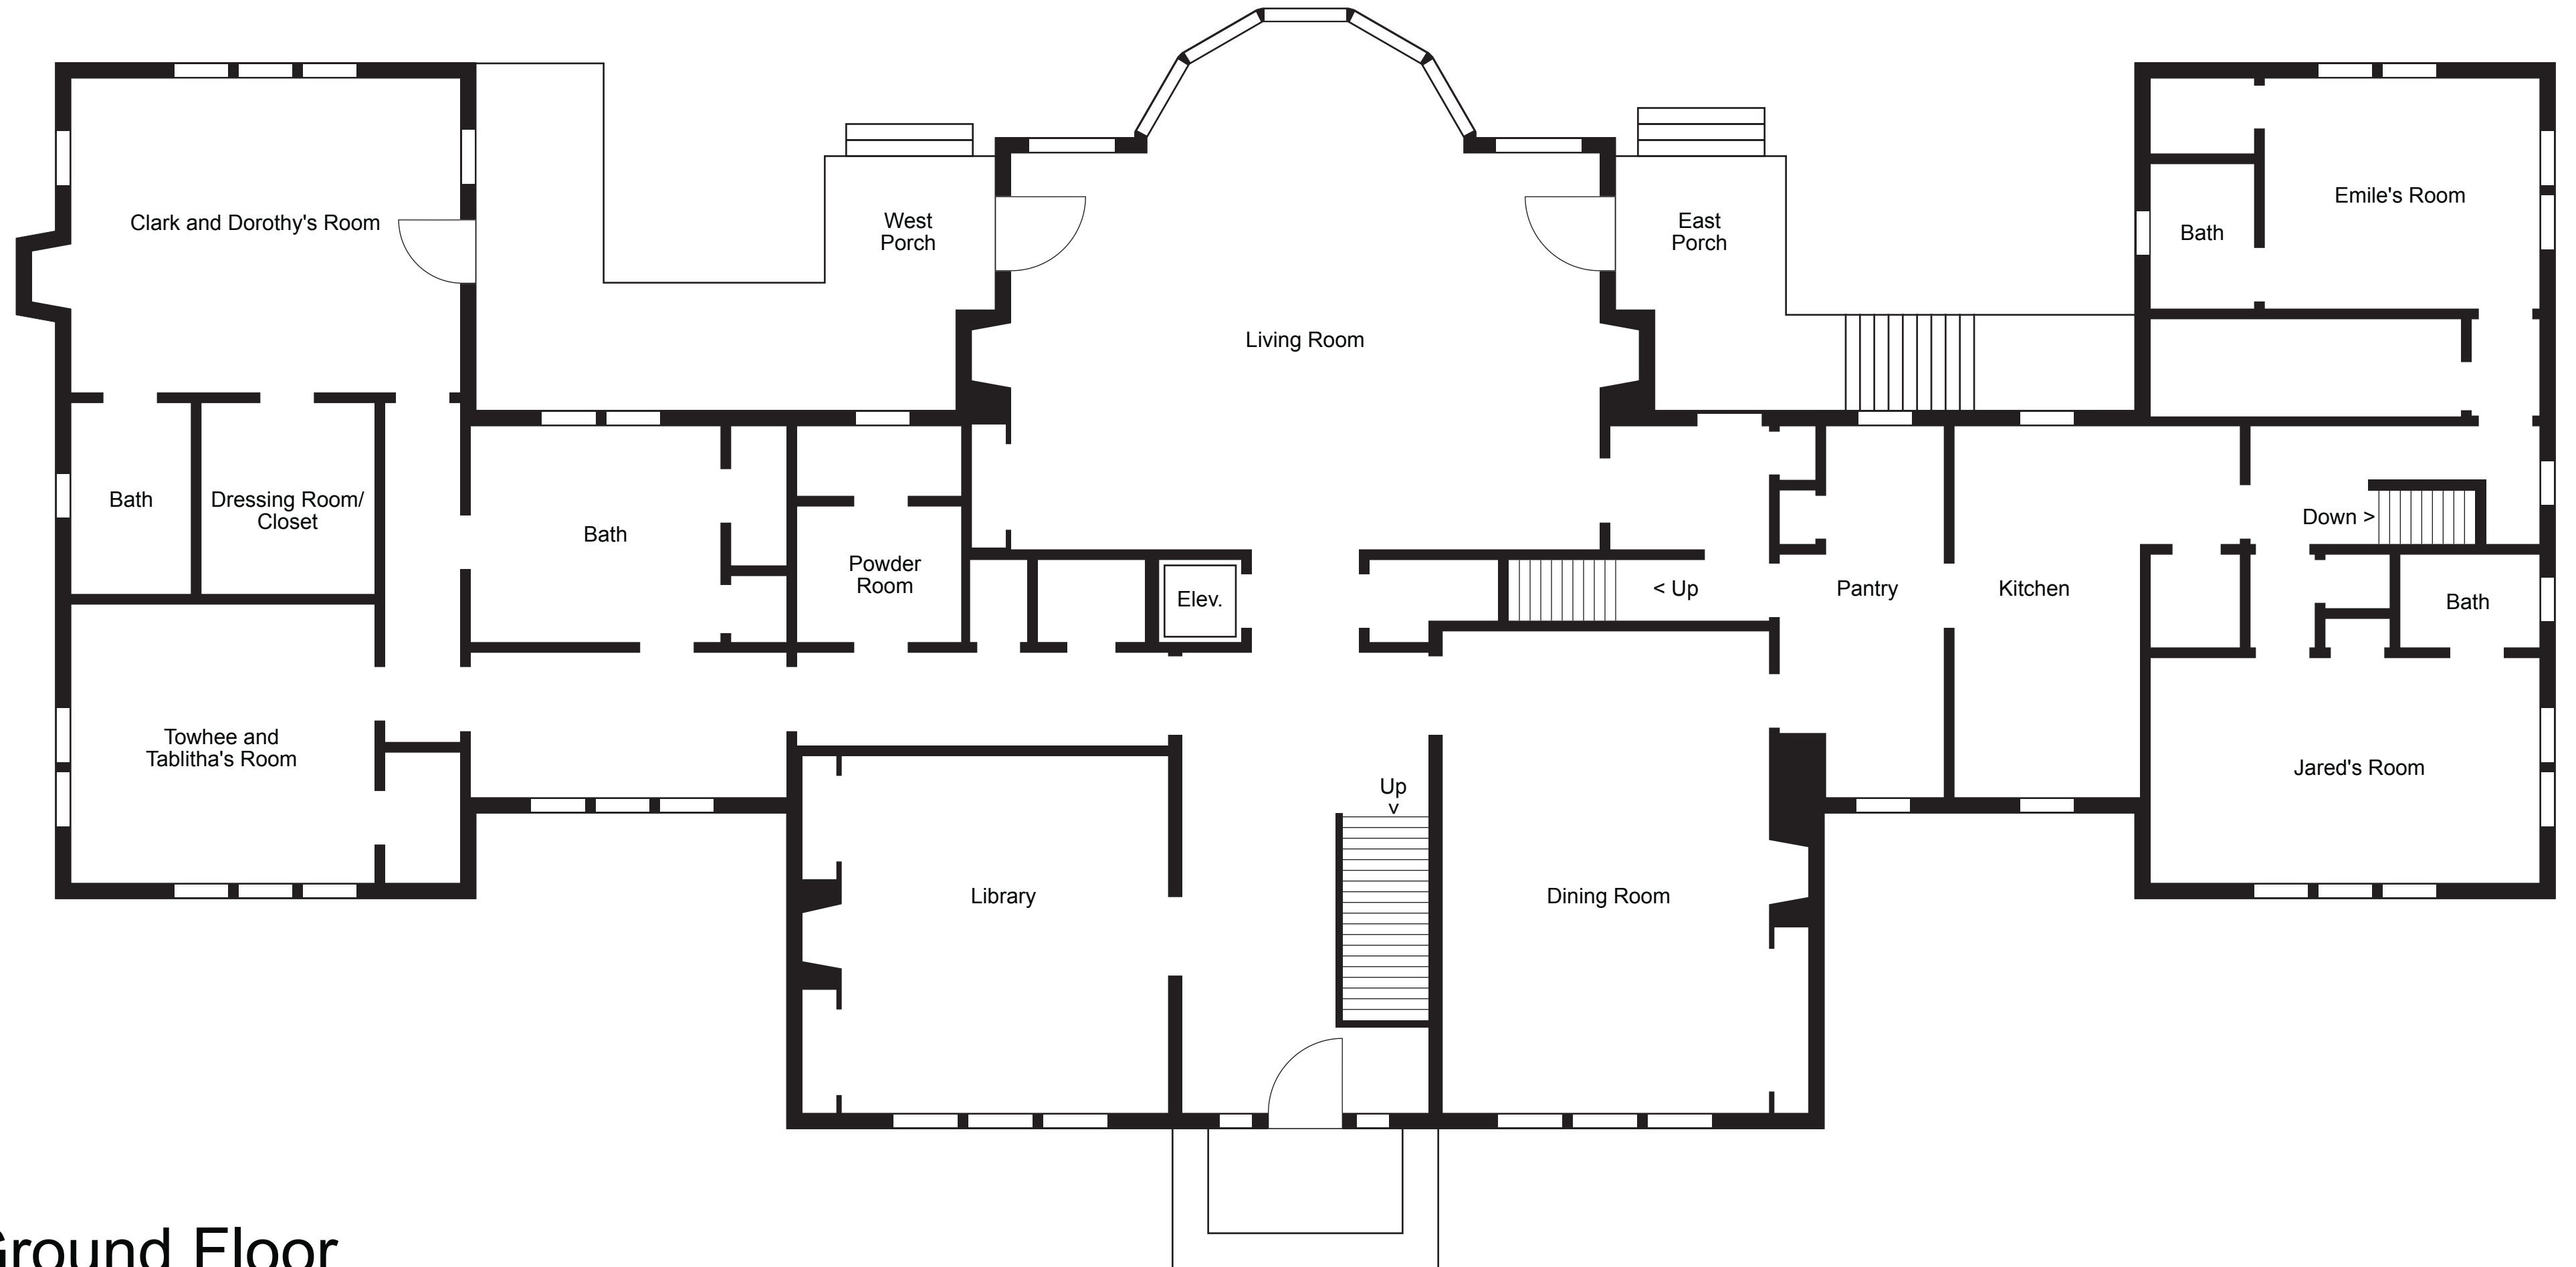 Clark and Dorothy's Room
West
Porch
East
Porch
Emile's Room
Bath
Living Room
Bath
Dressing Room/
Closet
Bath
Powder
Room
Elev.
< Up
Pantry
Kitchen
Down >
Bath
Towhee and
Tablitha's Room
Jared's Room
Up
v
Library
Dining Room
Ground Floor